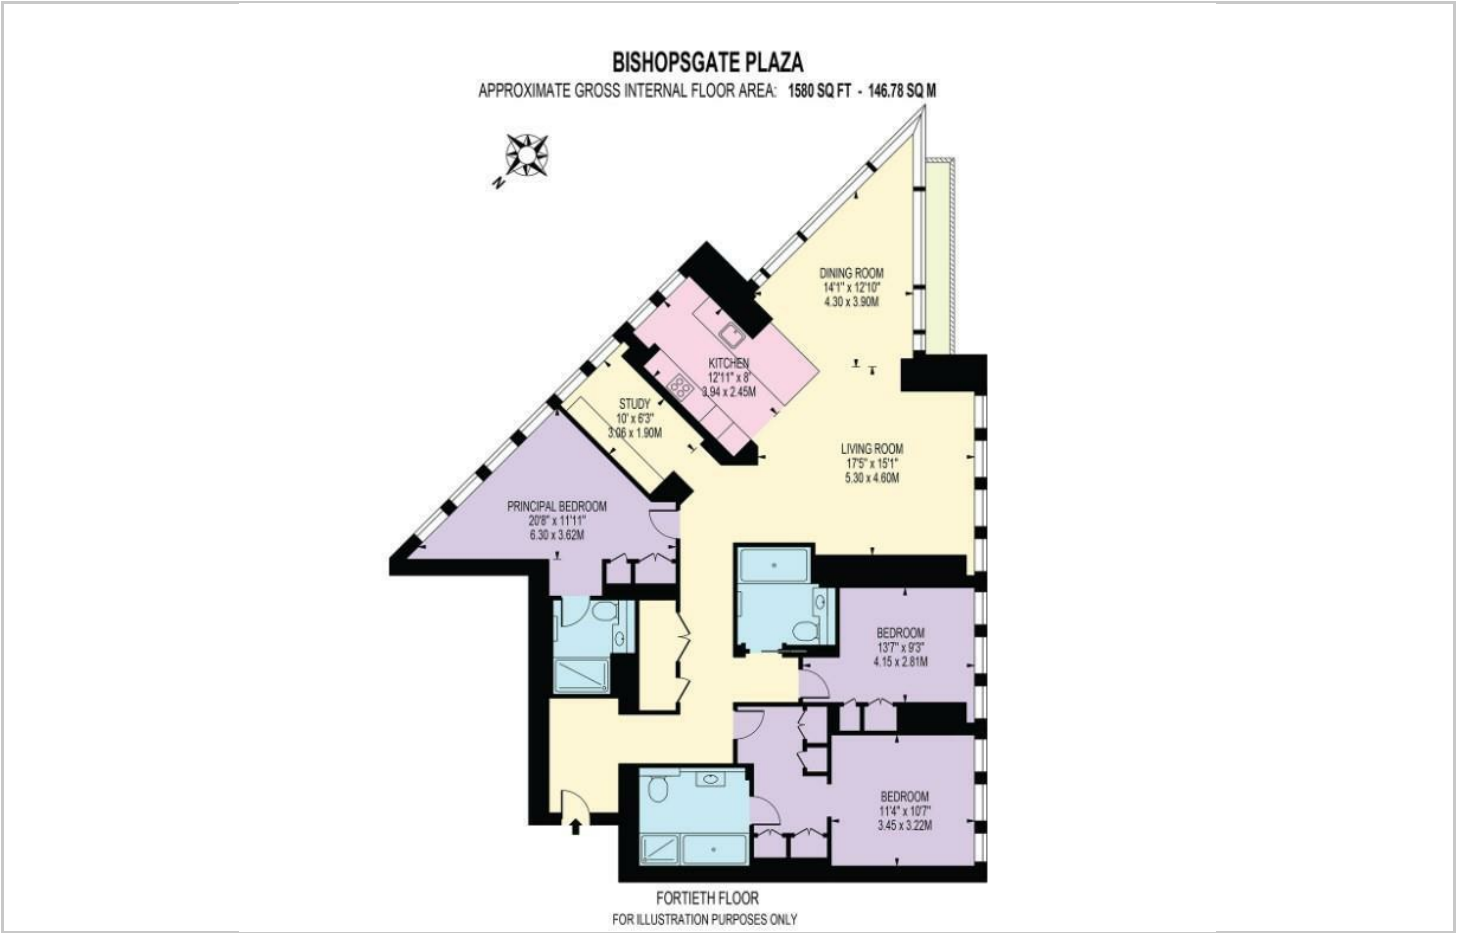 BISHOPSGATE PLAZA
APPROXIMATE GROSS INTERNAL FLOOR AREA: 1580 SQ FT - 146.78 SQ M
N
DINING ROOM
14'1" x 12'10"
4.30 x 3.90M
KITCHEN
12'11" x 8'
3.94 x 2.45M
STUDY
10' x 6'3"
3.06 x 1.90M
LIVING ROOM
17'5" x 15'1"
5.30 x 4.60M
PRINCIPAL BEDROOM
20'8" x 11'11"
6.30 x 3.62M
BEDROOM
13'7" x 9'3"
4.15 x 2.81M
BEDROOM
11'4" x 10'7"
3.45 x 3.22M
FORTIETH FLOOR
FOR ILLUSTRATION PURPOSES ONLY